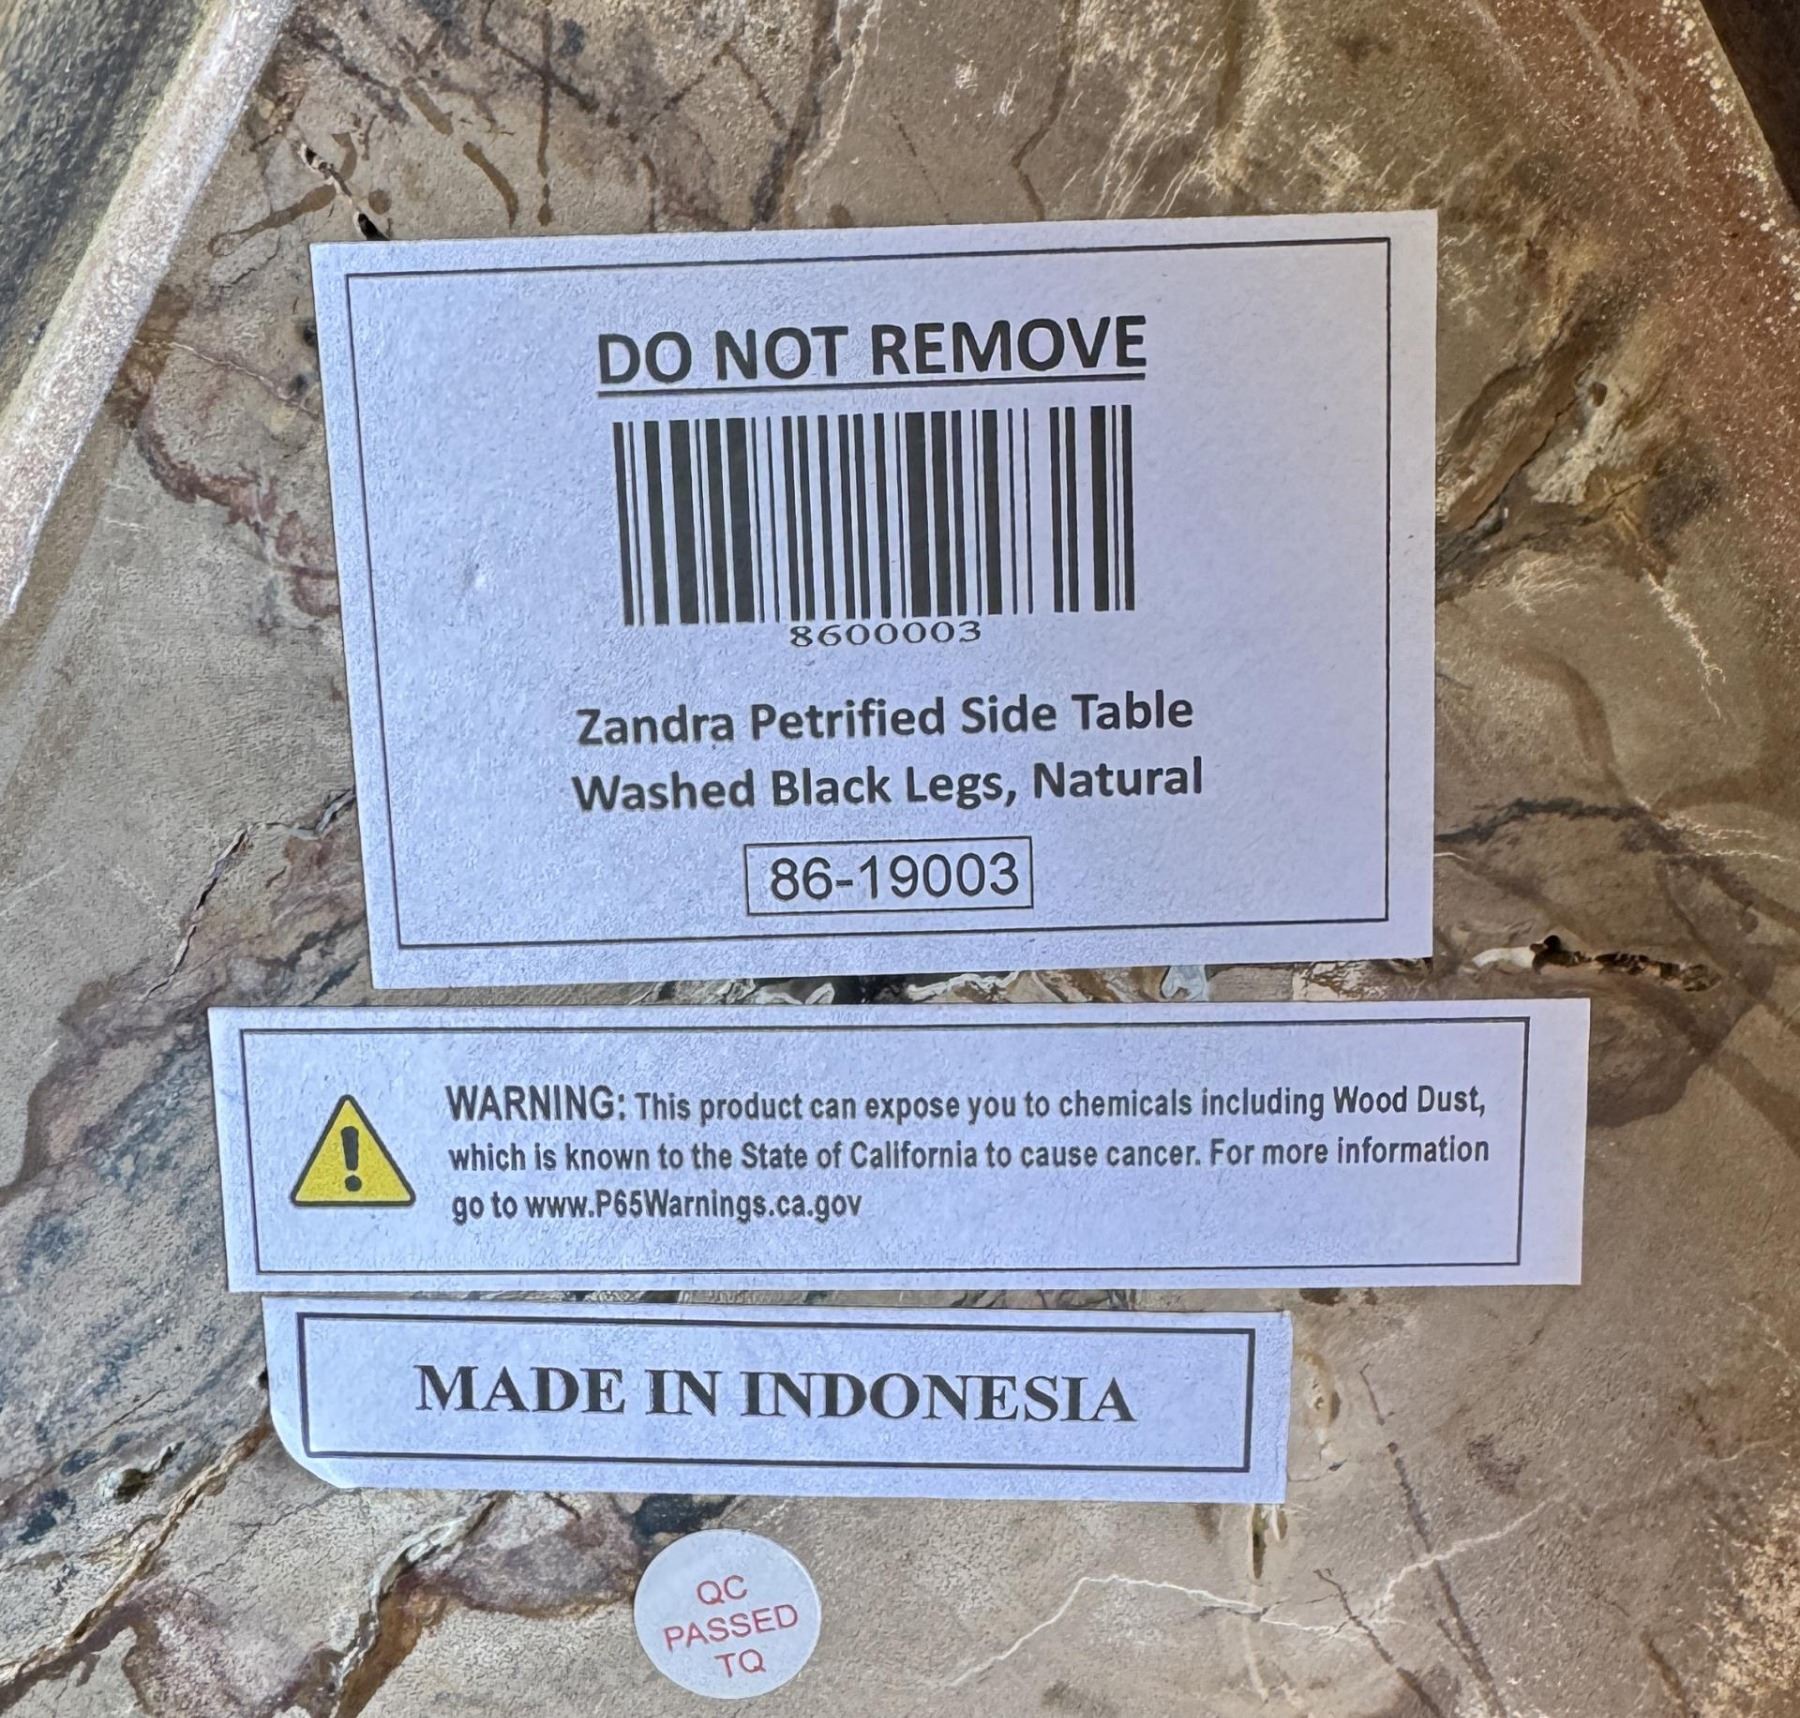 DO NOT REMOVE
8600003
Zandra Petrified Side Table
Washed Black Legs, Natural
86-19003
WARNING: This product can expose you to chemicals including Wood Dust,
which is known to the State of California to cause cancer. For more information
go to www.P65Warnings.ca.gov
MADE IN INDONESIA
QC
PASSED
TQ